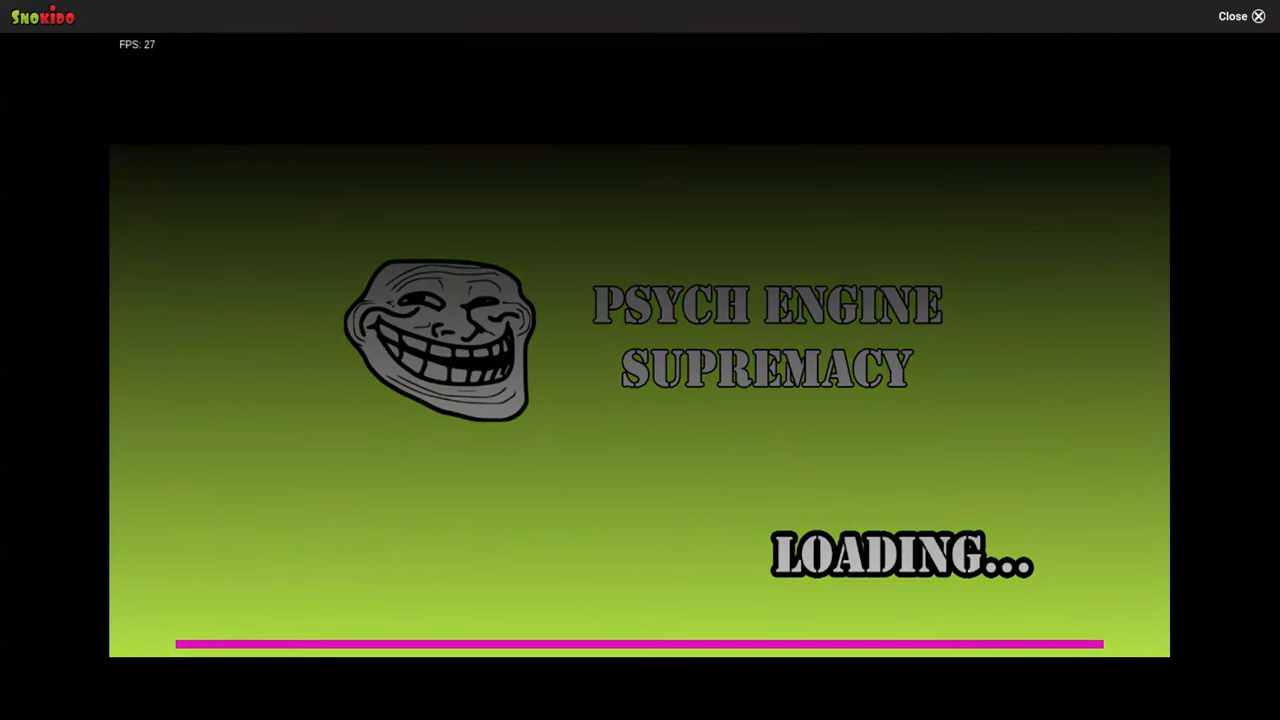 SNOKIDO
Close
FPS: 27
PSYCH ENGINE
SUPREMACY
LOADING...